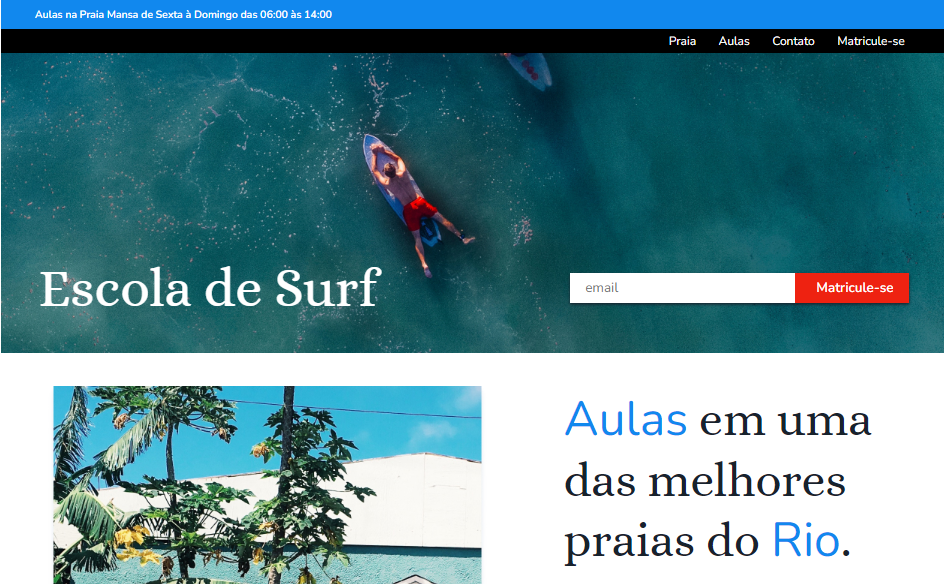 Aulas na Praia Mansa de Sexta à Domingo das 06:00 às 14:00
Praia Aulas Contato Matricule-se
Escola de Surf
email Matricule-se
Aulas em uma
das melhores
praias do Rio.